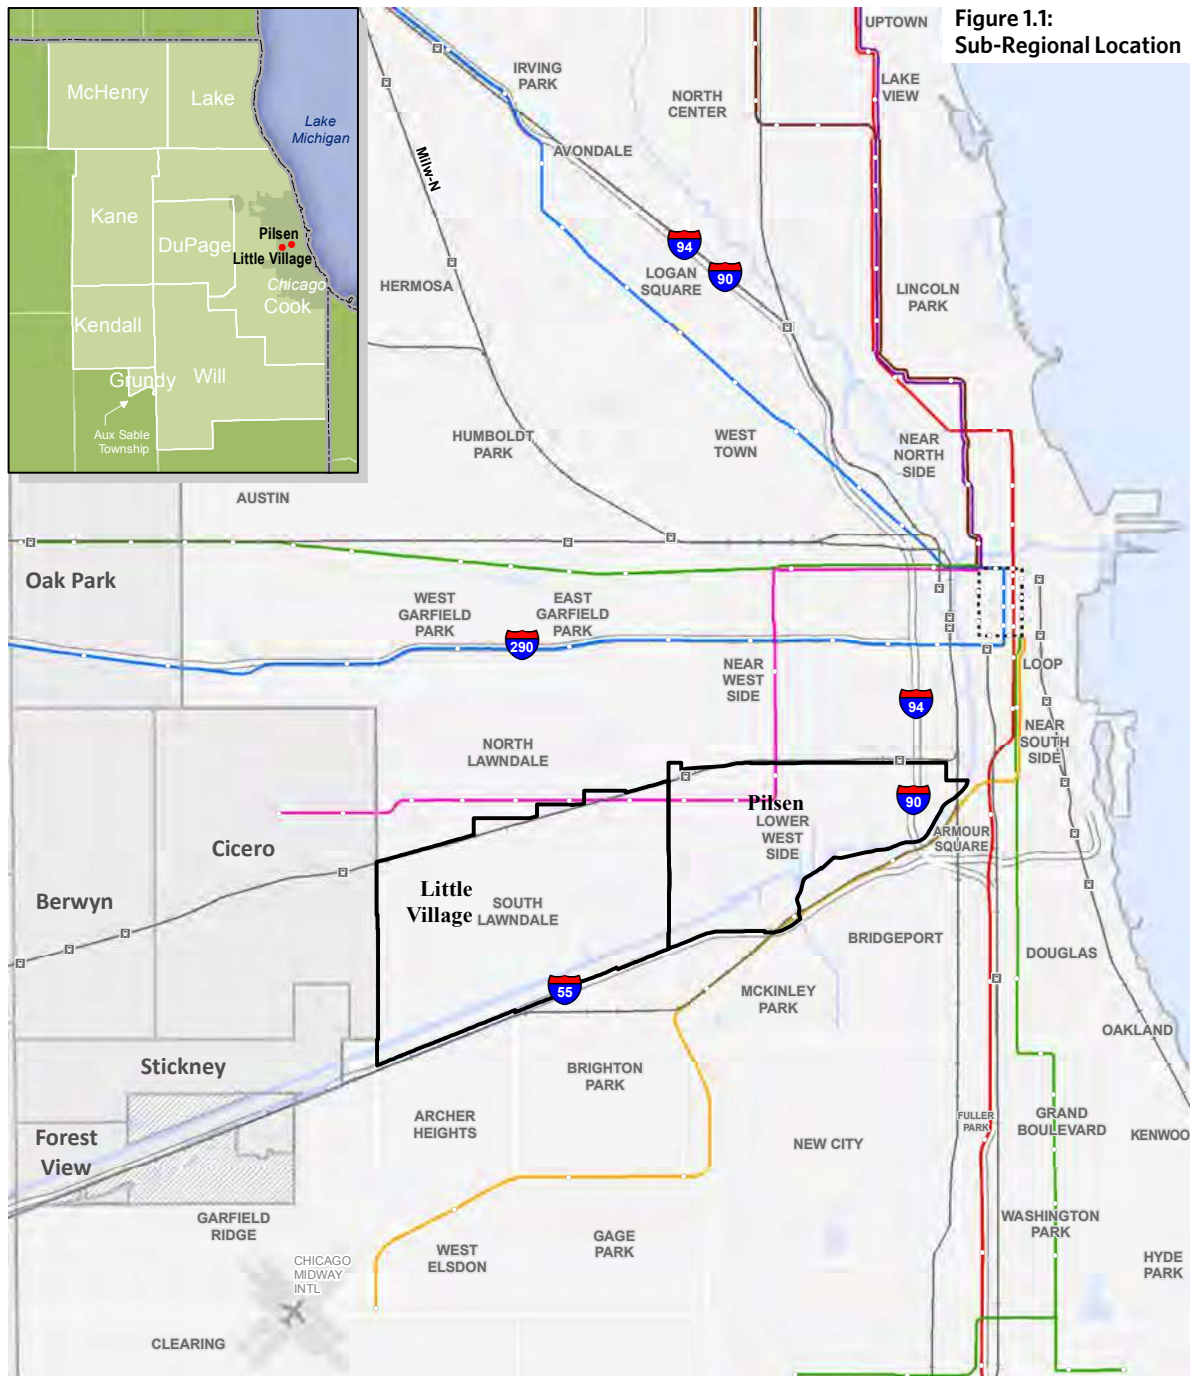 Figure 1.1:
Sub-Regional Location
McHenry
Lake
Lake
Michigan
Kane
DuPage
Pilsen
Little Village
Chicago
Cook
Kendall
Grundy
Will
Aux Sable
Township
UPTOWN
IRVING
PARK
LAKE
VIEW
NORTH
CENTER
AVONDALE
Milw-N
94
90
LOGAN
SQUARE
HERMOSA
LINCOLN
PARK
HUMBOLDT
PARK
WEST
TOWN
NEAR
NORTH
SIDE
AUSTIN
Oak Park
WEST
GARFIELD
PARK
EAST
GARFIELD
PARK
290
NEAR
WEST
SIDE
LOOP
94
NEAR
SOUTH
SIDE
NORTH
LAWNDALE
Pilsen
LOWER
WEST
SIDE
90
ARMOUR
SQUARE
Cicero
Berwyn
Little
Village
SOUTH
LAWNDALE
BRIDGEPORT
DOUGLAS
55
MCKINLEY
PARK
OAKLAND
Stickney
BRIGHTON
PARK
ARCHER
HEIGHTS
FULLER
PARK
GRAND
BOULEVARD
KENWOO
Forest
View
NEW CITY
GARFIELD
RIDGE
WASHINGTON
PARK
WEST
ELSDON
GAGE
PARK
HYDE
PARK
CHICAGO
MIDWAY
INTL
CLEARING